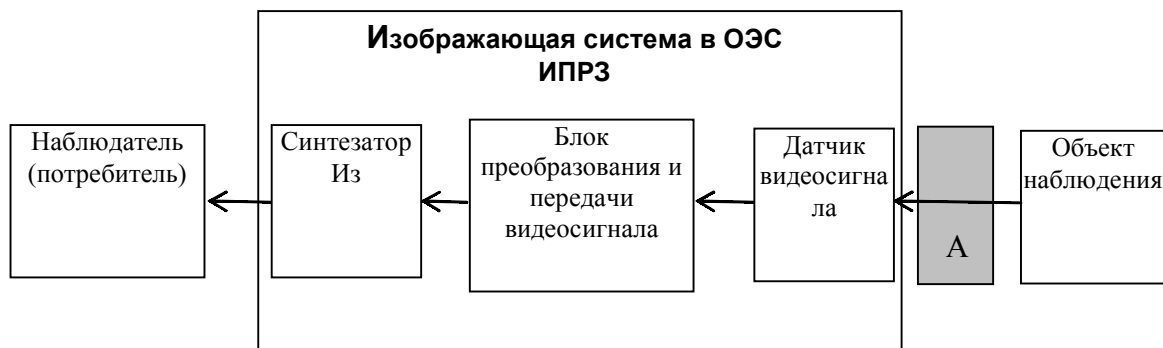 Изображающая система в ОЭС
ИПРЗ
Наблюдатель
(потребитель)
Синтезатор
Из
Блок
преобразования и
передачи
видеосигнала
Датчик
видеосигна
ла
А
Объект
наблюдения